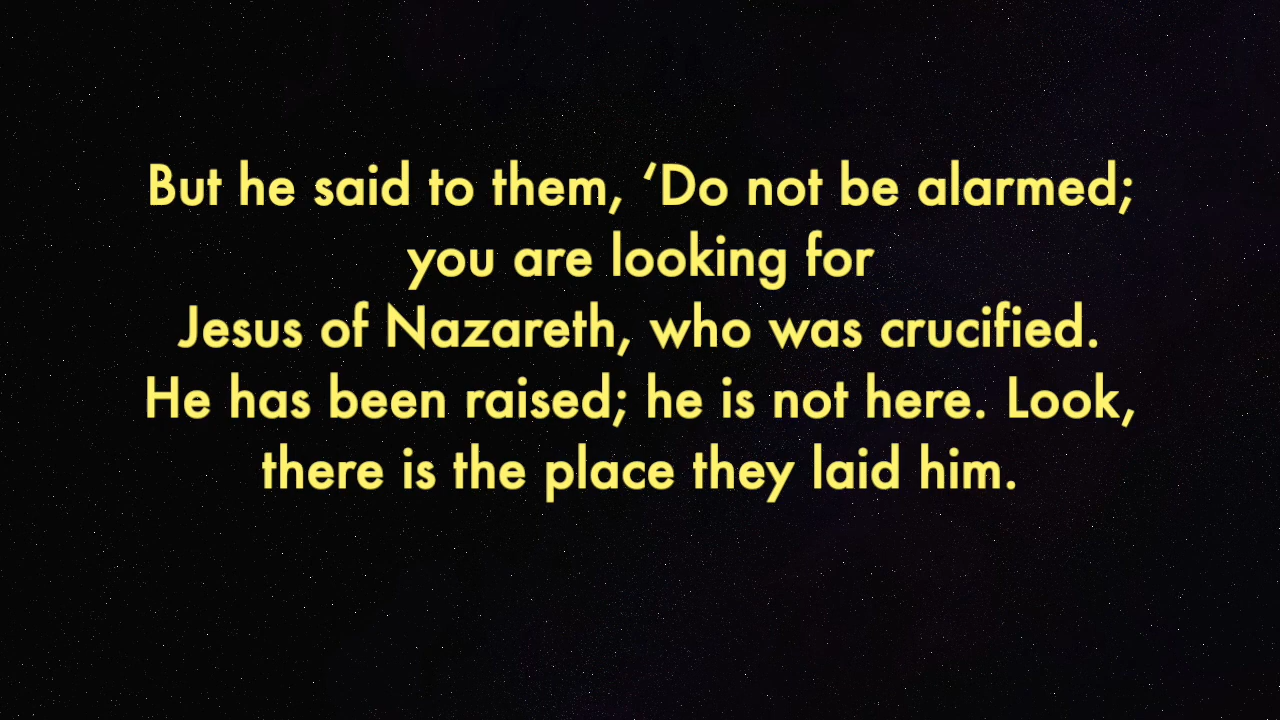 But he said to them, ‘Do not be alarmed;
you are looking for
Jesus of Nazareth, who was crucified.
He has been raised; he is not here. Look,
there is the place they laid him.